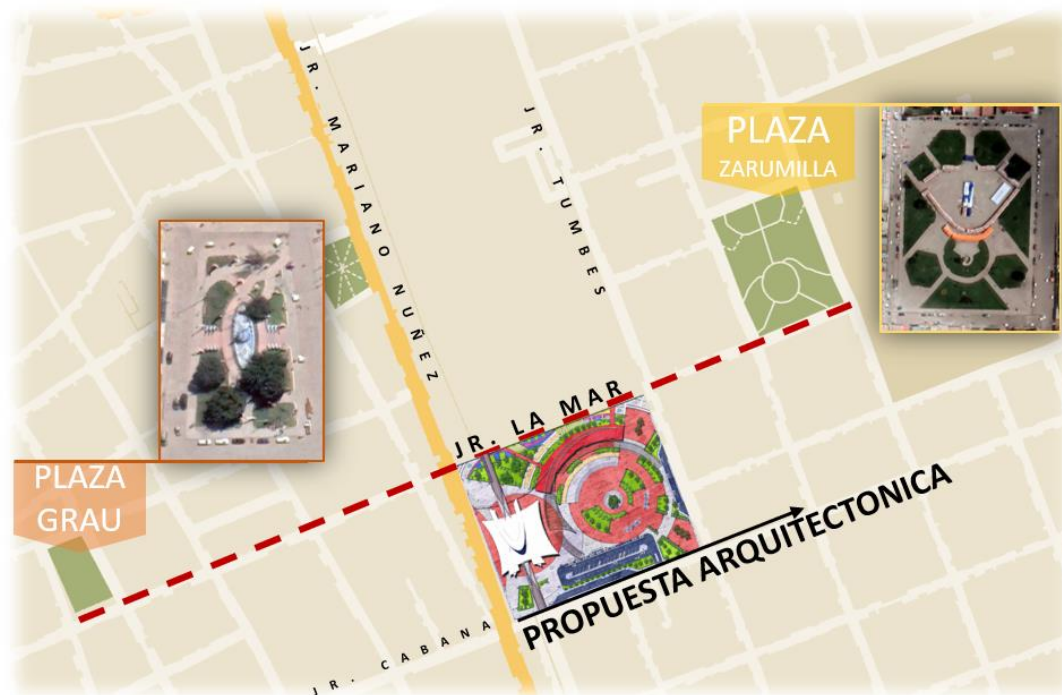 JR. MARIANO NUÑEZ
JR. TUMBES
PLAZA
ZARUMILLA
JR. LA MAR
PLAZA
GRAU
PROPUESTA ARQUITECTONICA
JR. CABANA